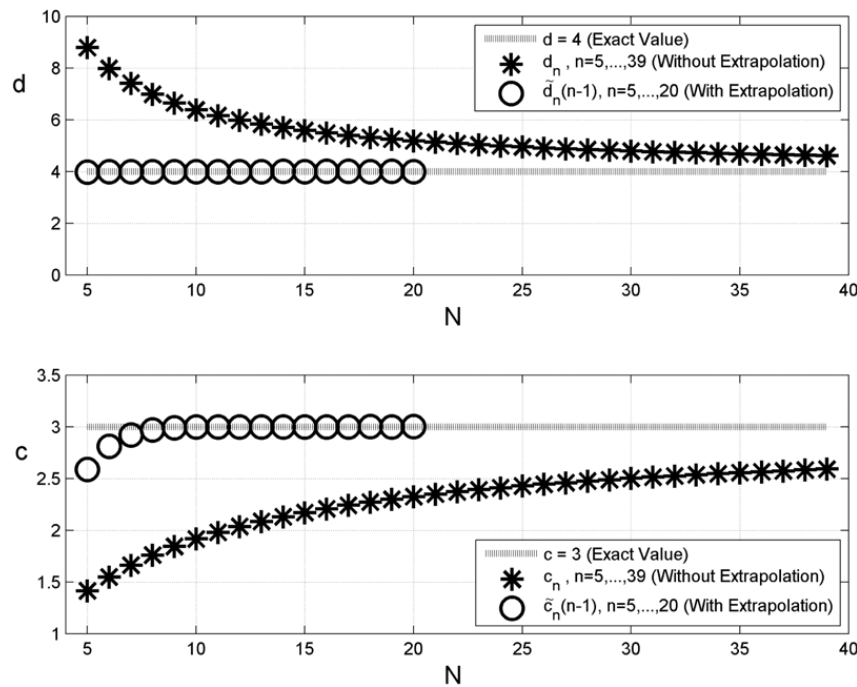 10
8
6
4
2
0
d
d = 4 (Exact Value)
d_n , n=5,...,39 (Without Extrapolation)
d̃_n(n-1), n=5,...,20 (With Extrapolation)
5 10 15 20 25 30 35 40
N
3.5
3
2.5
2
1.5
1
c
c = 3 (Exact Value)
c_n , n=5,...,39 (Without Extrapolation)
c̃_n(n-1), n=5,...,20 (With Extrapolation)
5 10 15 20 25 30 35 40
N